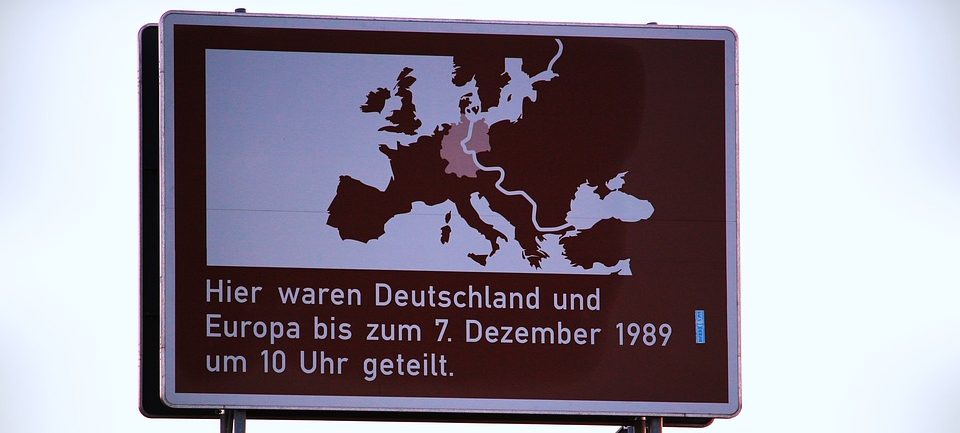 Hier waren Deutschland und
Europa bis zum 7. Dezember 1989
um 10 Uhr geteilt.